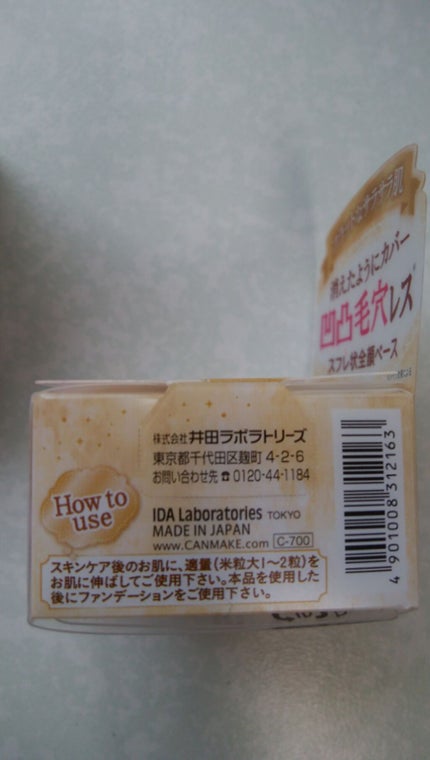 サラサラ肌
消えたようにカバー
凹凸毛穴レス
スフレ状全顔ベース
株式会社 井田ラボラトリーズ
東京都千代田区麹町 4-2-6
お問い合わせ先 ☎ 0120-44-1184
IDA Laboratories TOKYO
MADE IN JAPAN
www.CANMAKE.com C-700
How to
use
スキンケア後のお肌に、適量(米粒大1〜2粒)を
お肌に伸ばしてご使用下さい。本品を使用した
後にファンデーションをご使用下さい。
4 901008 312163